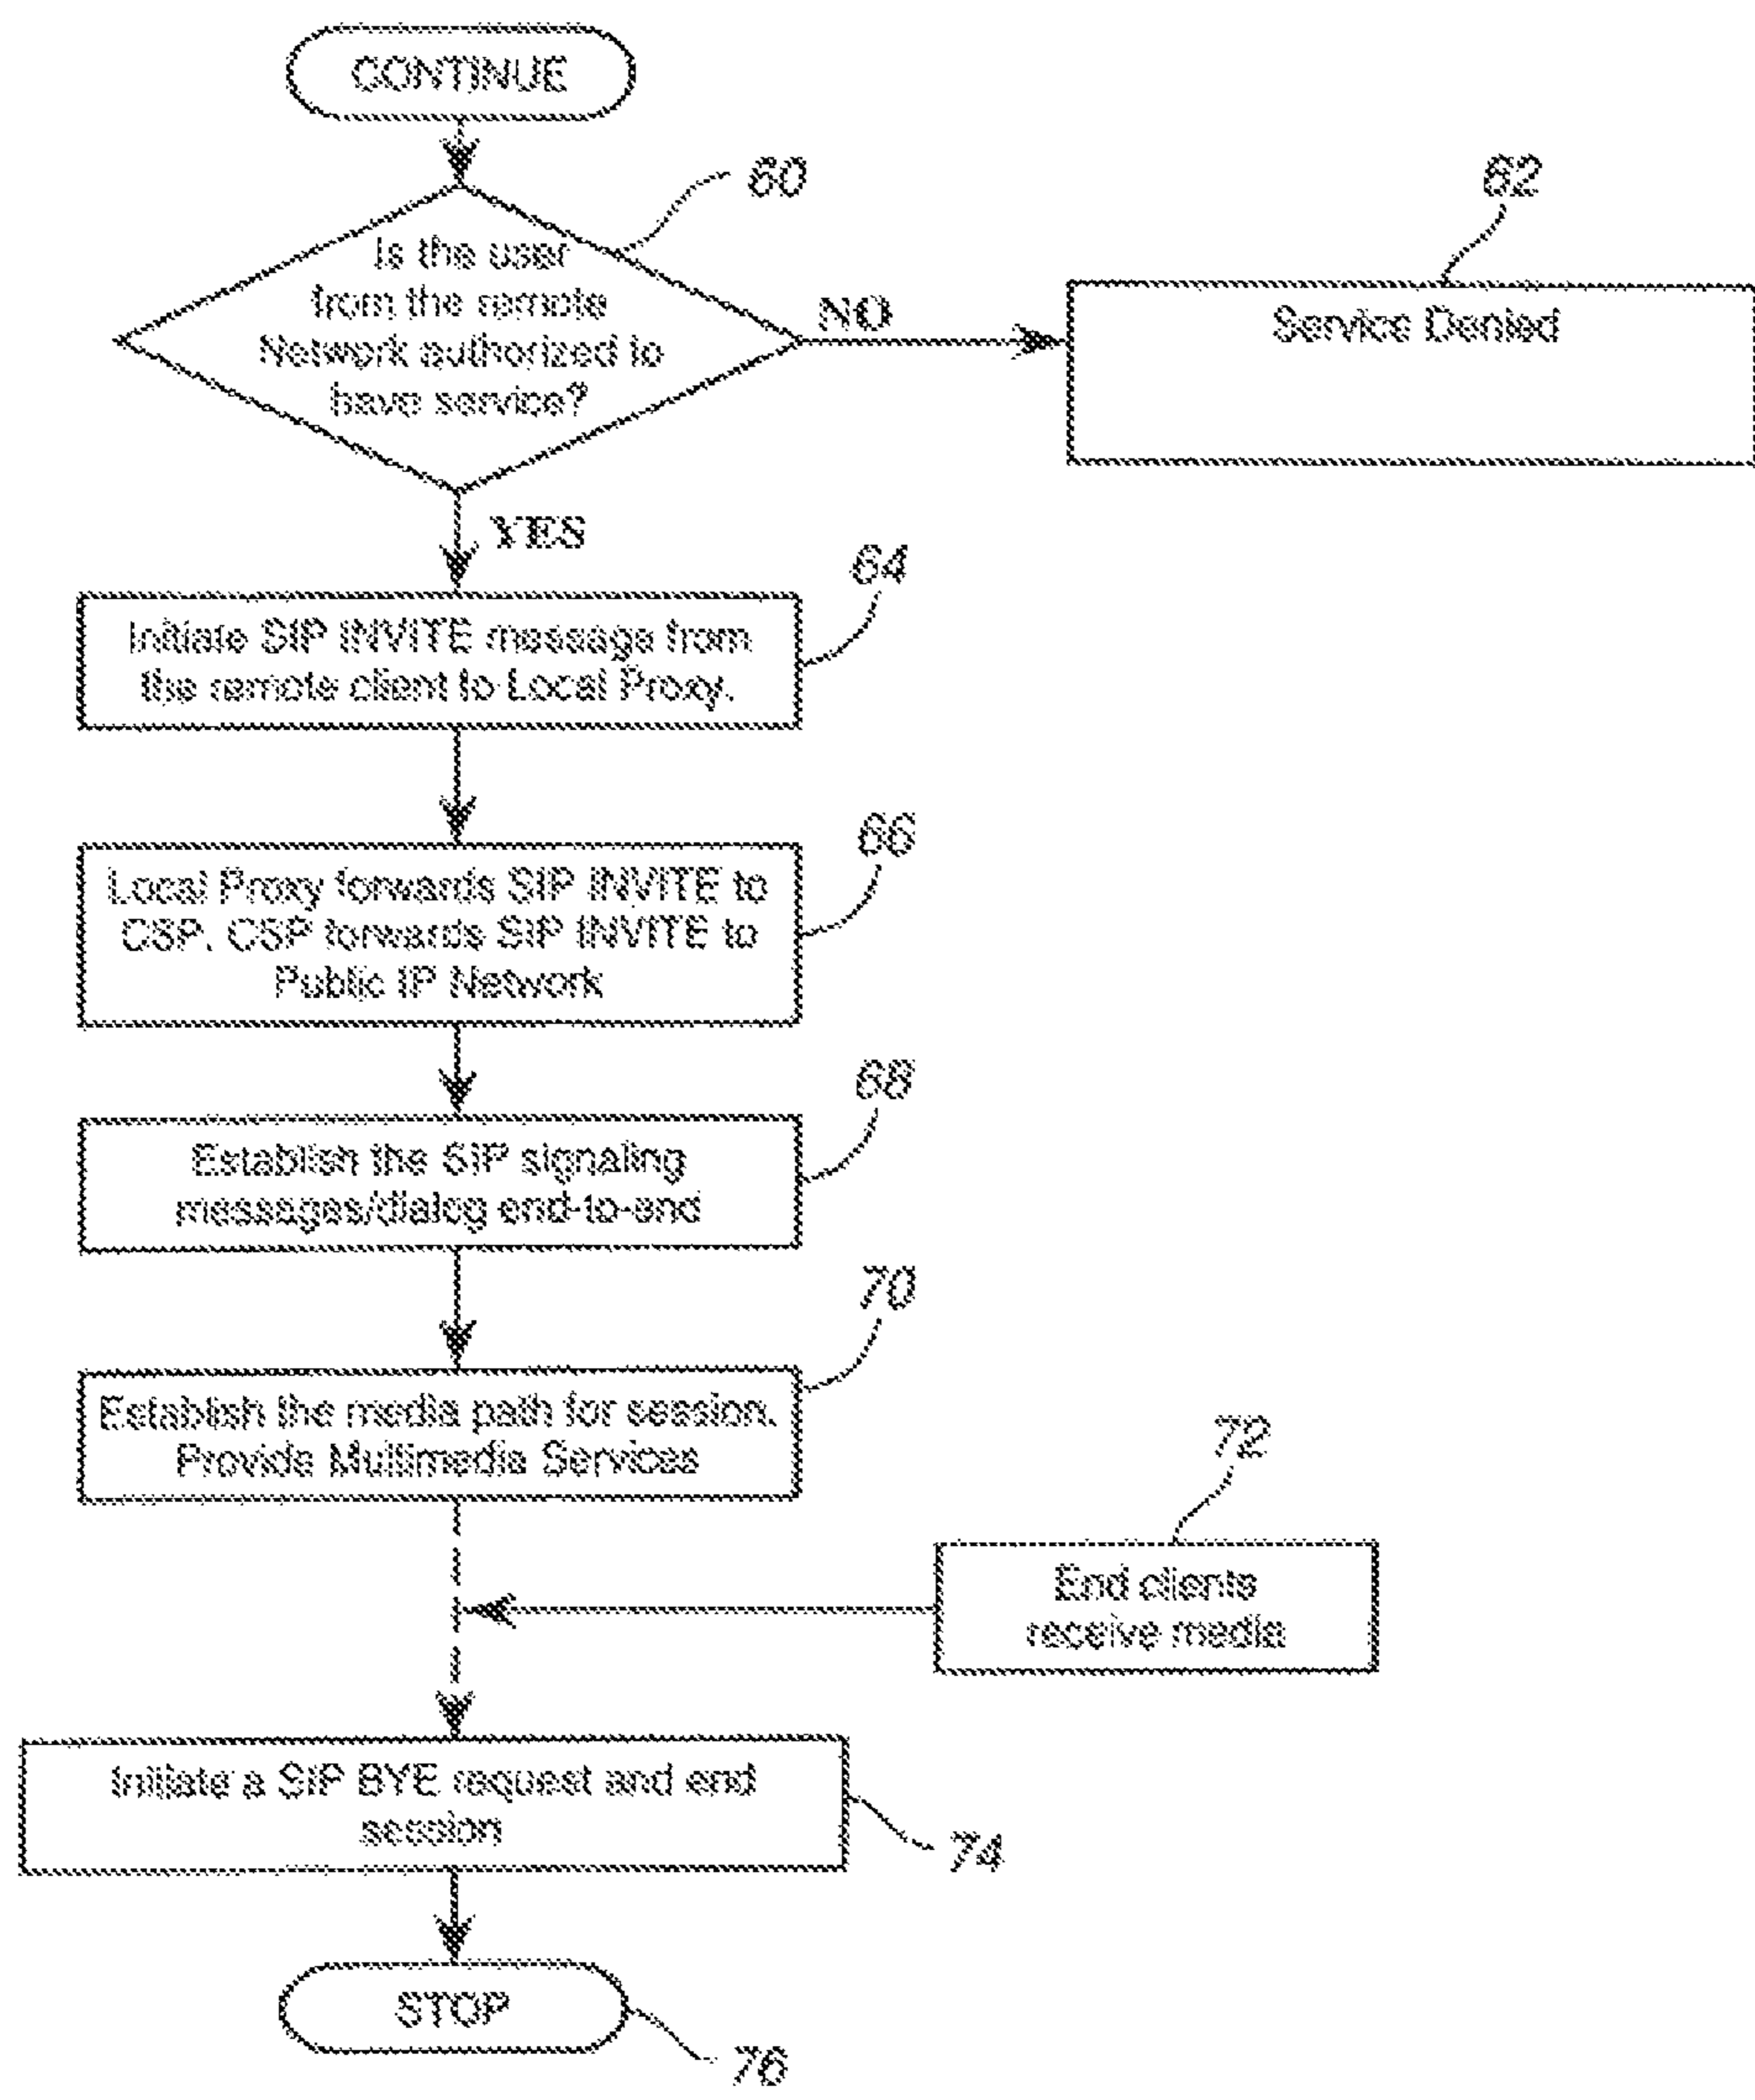 CONTINUE
60
62
Is the user
from the remote
Network authorized to
have service?
NO
Service Denied
YES
64
Initiate SIP INVITE message from
the remote client to Local Proxy.
66
Local Proxy forwards SIP INVITE to
CSP. CSP forwards SIP INVITE to
Public IP Network
68
Establish the SIP signaling
messages/dialog end-to-end
70
Establish the media path for session.
Provide Multimedia Services
72
End clients
receive media
Initiate a SIP BYE request and end
session
74
STOP
76